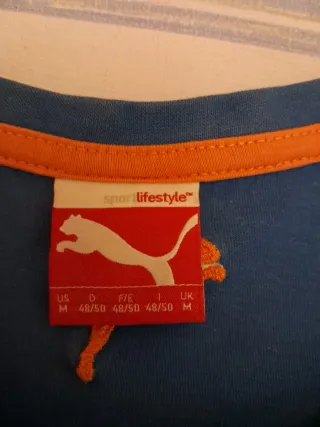 sportlifestyle™
US D F/E I UK
M 48/50 48/50 48/50 M